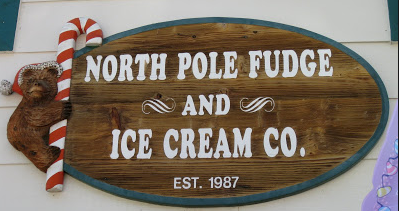 NORTH POLE FUDGE
AND
ICE CREAM CO.
EST. 1987